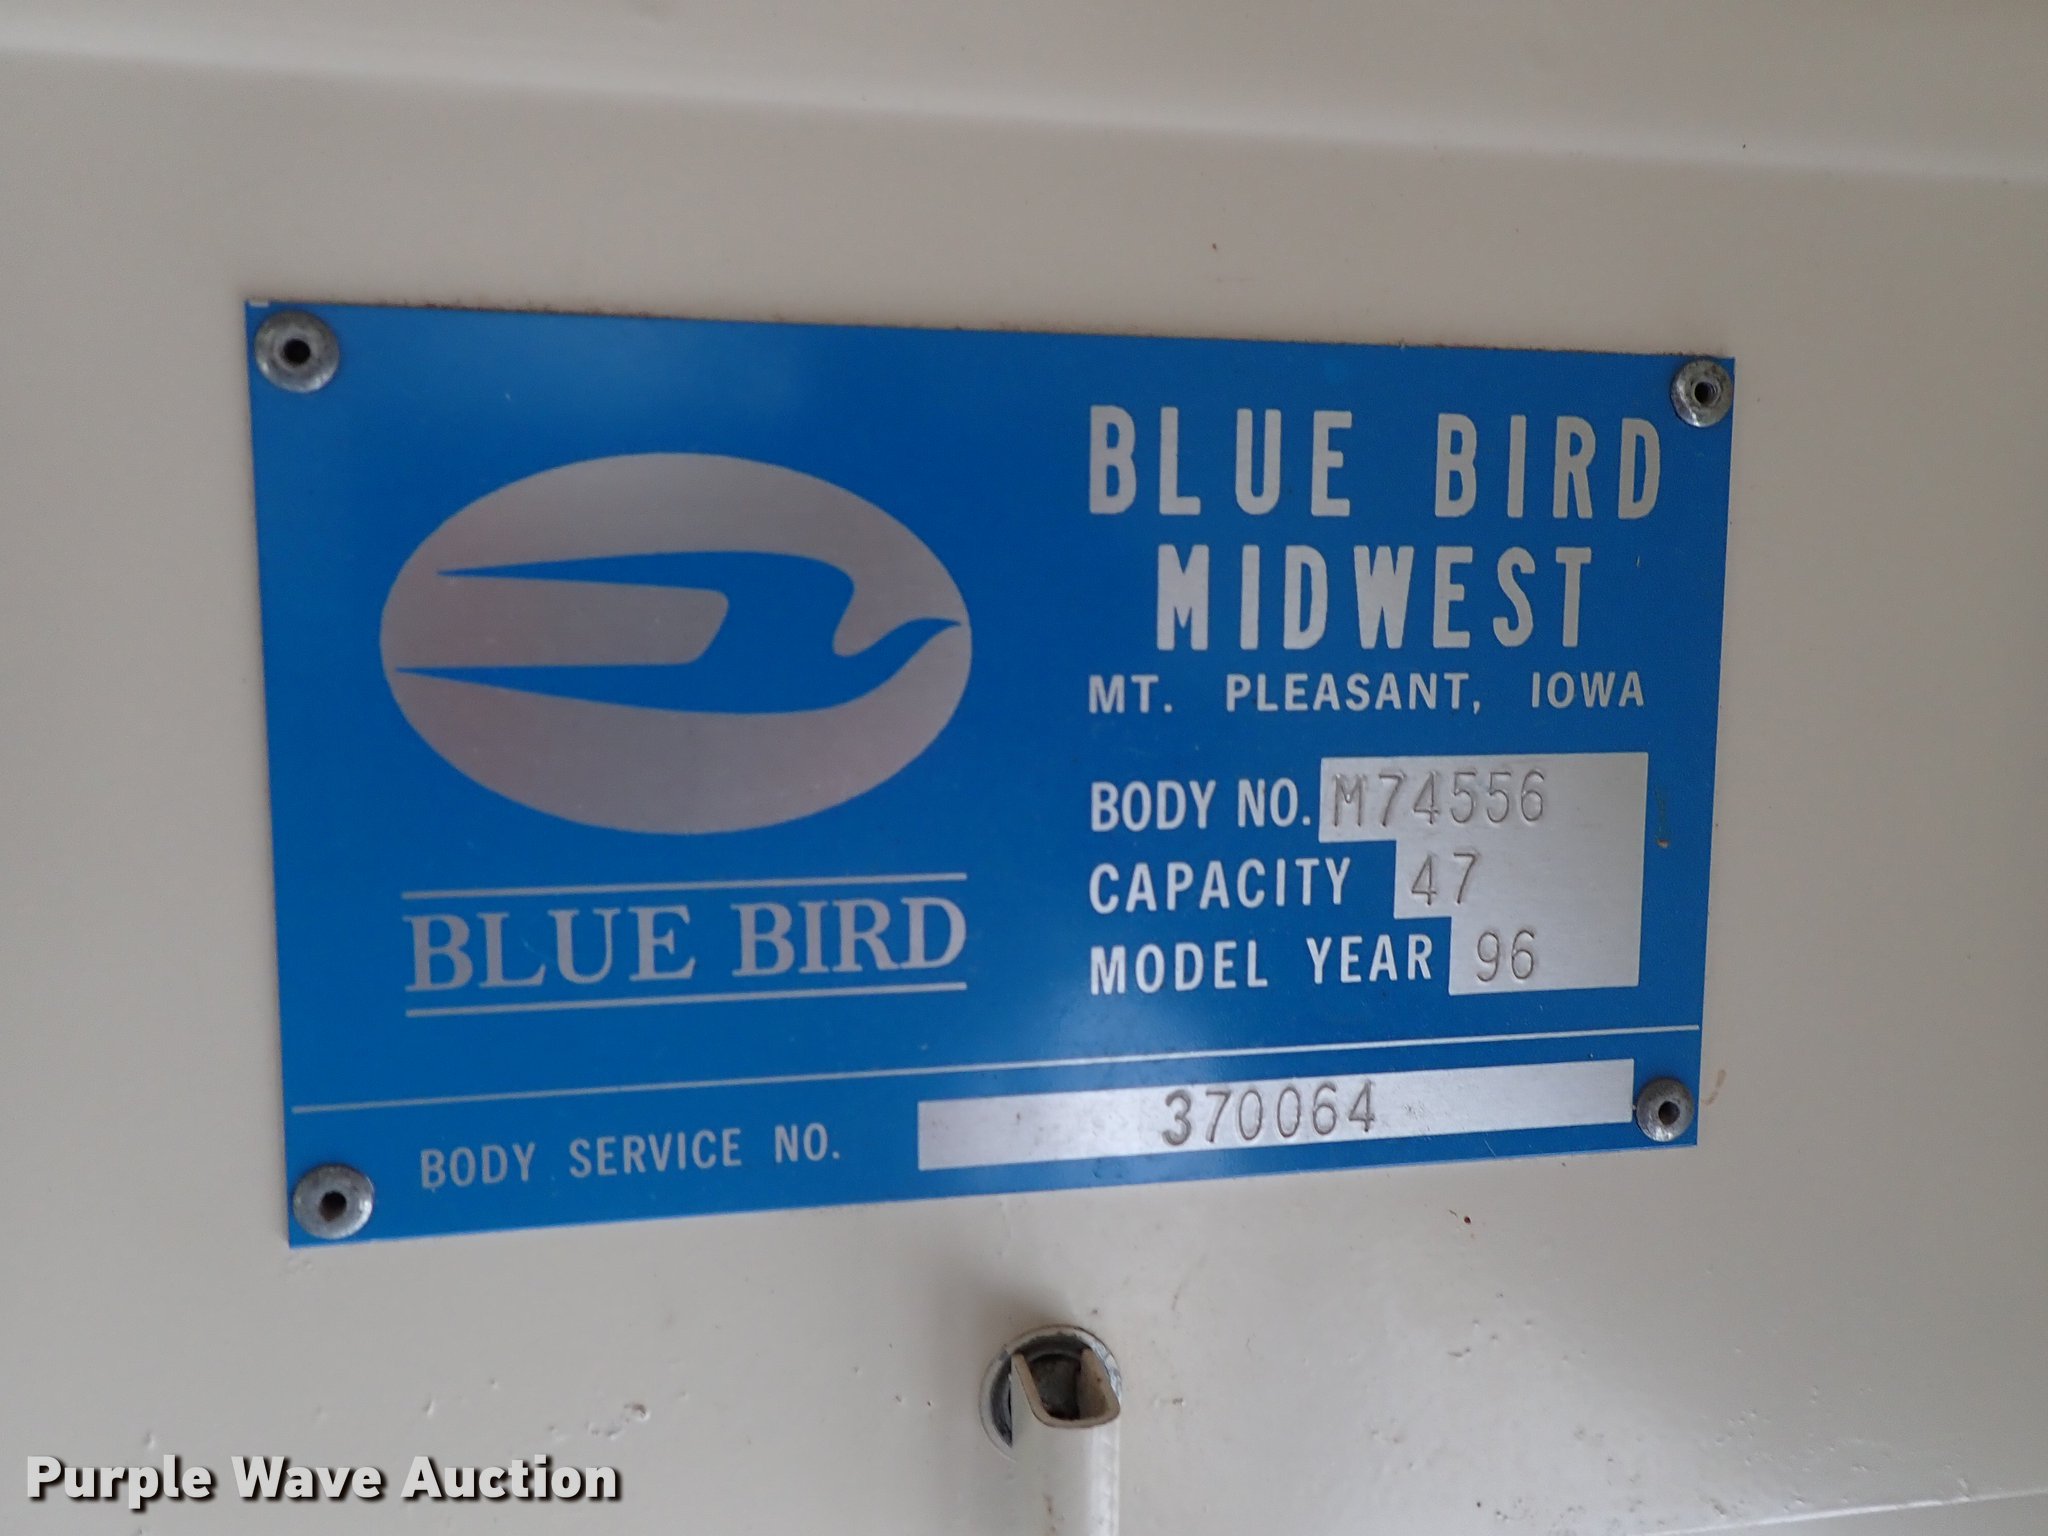 BLUE BIRD
BLUE BIRD
MIDWEST
MT. PLEASANT, IOWA
BODY NO. M74556
CAPACITY 47
MODEL YEAR 96
BODY SERVICE NO. 370064
Purple Wave Auction